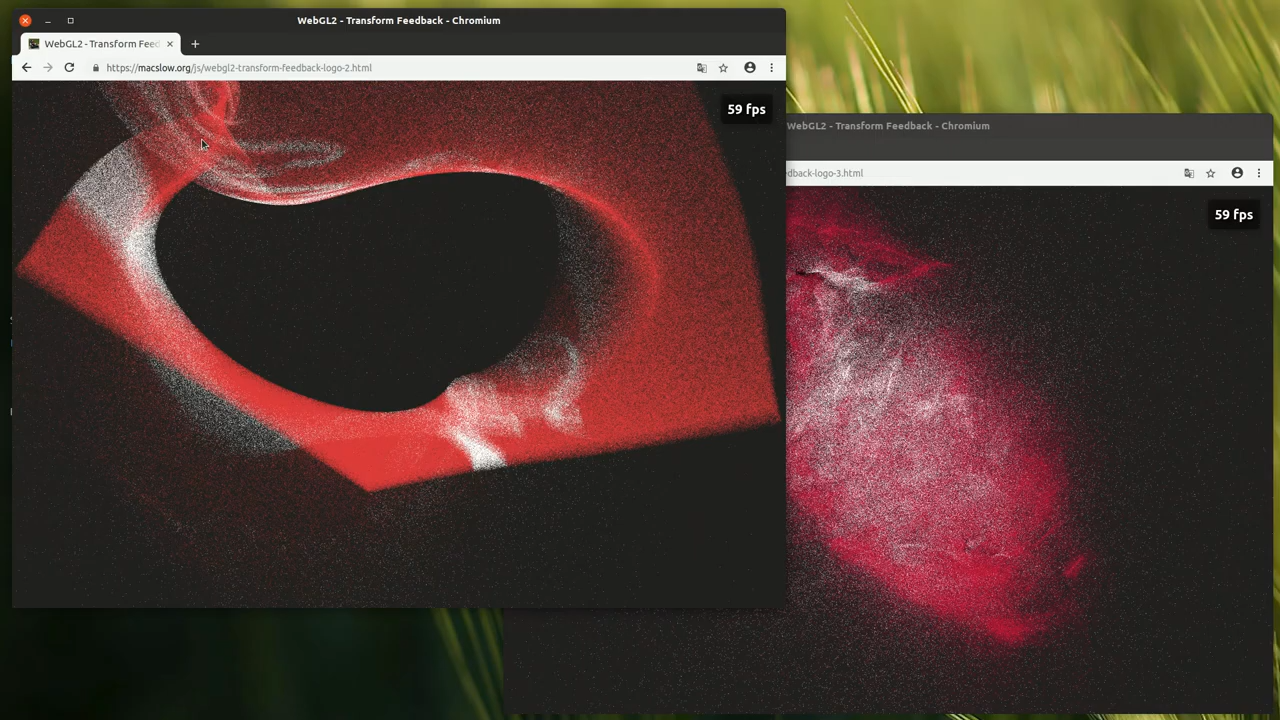 WebGL2 - Transform Feedback - Chromium
WebGL2 - Transform Feed
https://macslow.org/js/webgl2-transform-feedback-logo-2.html
59 fps
WebGL2 - Transform Feedback - Chromium
edback-logo-3.html
59 fps